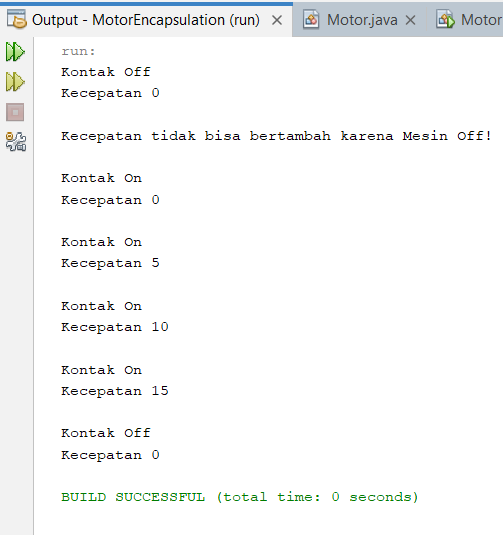 Output - MotorEncapsulation (run) Motor.java Motor
run:
Kontak Off
Kecepatan 0
Kecepatan tidak bisa bertambah karena Mesin Off!
Kontak On
Kecepatan 0
Kontak On
Kecepatan 5
Kontak On
Kecepatan 10
Kontak On
Kecepatan 15
Kontak Off
Kecepatan 0
BUILD SUCCESSFUL (total time: 0 seconds)